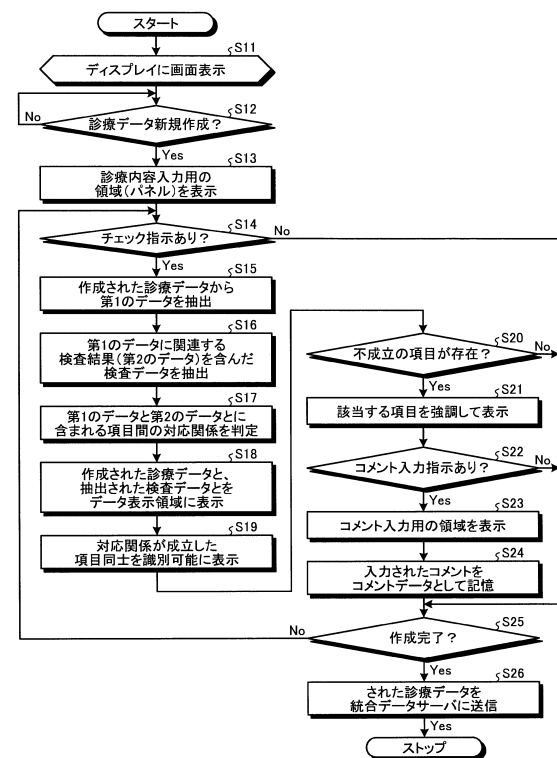 スタート
S11
ディスプレイに画面表示
S12
診療データ新規作成？
No
Yes
S13
診療内容入力用の
領域（パネル）を表示
S14
チェック指示あり？
No
Yes
S15
作成された診療データから
第1のデータを抽出
S16
第1のデータに関連する
検査結果（第2のデータ）を含んだ
検査データを抽出
S17
第1のデータと第2のデータとに
含まれる項目間の対応関係を判定
S18
作成された診療データと、
抽出された検査データとを
データ表示領域に表示
S19
対応関係が成立した
項目同士を識別可能に表示
S20
不成立の項目が存在？
No
Yes
S21
該当する項目を強調して表示
S22
コメント入力指示あり？
No
Yes
S23
コメント入力用の領域を表示
S24
入力されたコメントを
コメントデータとして記憶
S25
作成完了？
No
Yes
S26
された診療データを
統合データサーバに送信
Yes
ストップ